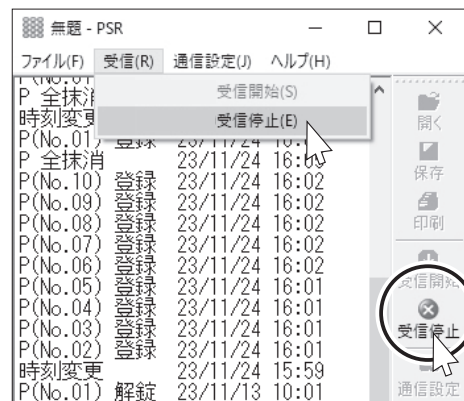 無題 - PSR
ファイル(F) 受信(R) 通信設定(J) ヘルプ(H)
受信開始(S)
受信停止(E)
P 全抹消
時刻変更
P(No.01) 登録 23/11/24
P 全抹消 23/11/24 16:00
P(No.10) 登録 23/11/24 16:02
P(No.09) 登録 23/11/24 16:02
P(No.08) 登録 23/11/24 16:02
P(No.07) 登録 23/11/24 16:02
P(No.06) 登録 23/11/24 16:02
P(No.05) 登録 23/11/24 16:01
P(No.04) 登録 23/11/24 16:01
P(No.03) 登録 23/11/24 16:01
P(No.02) 登録 23/11/24 16:01
時刻変更 23/11/24 15:59
P(No.01) 解錠 23/11/13 10:01
開く
保存
印刷
受信開始
受信停止
通信設定